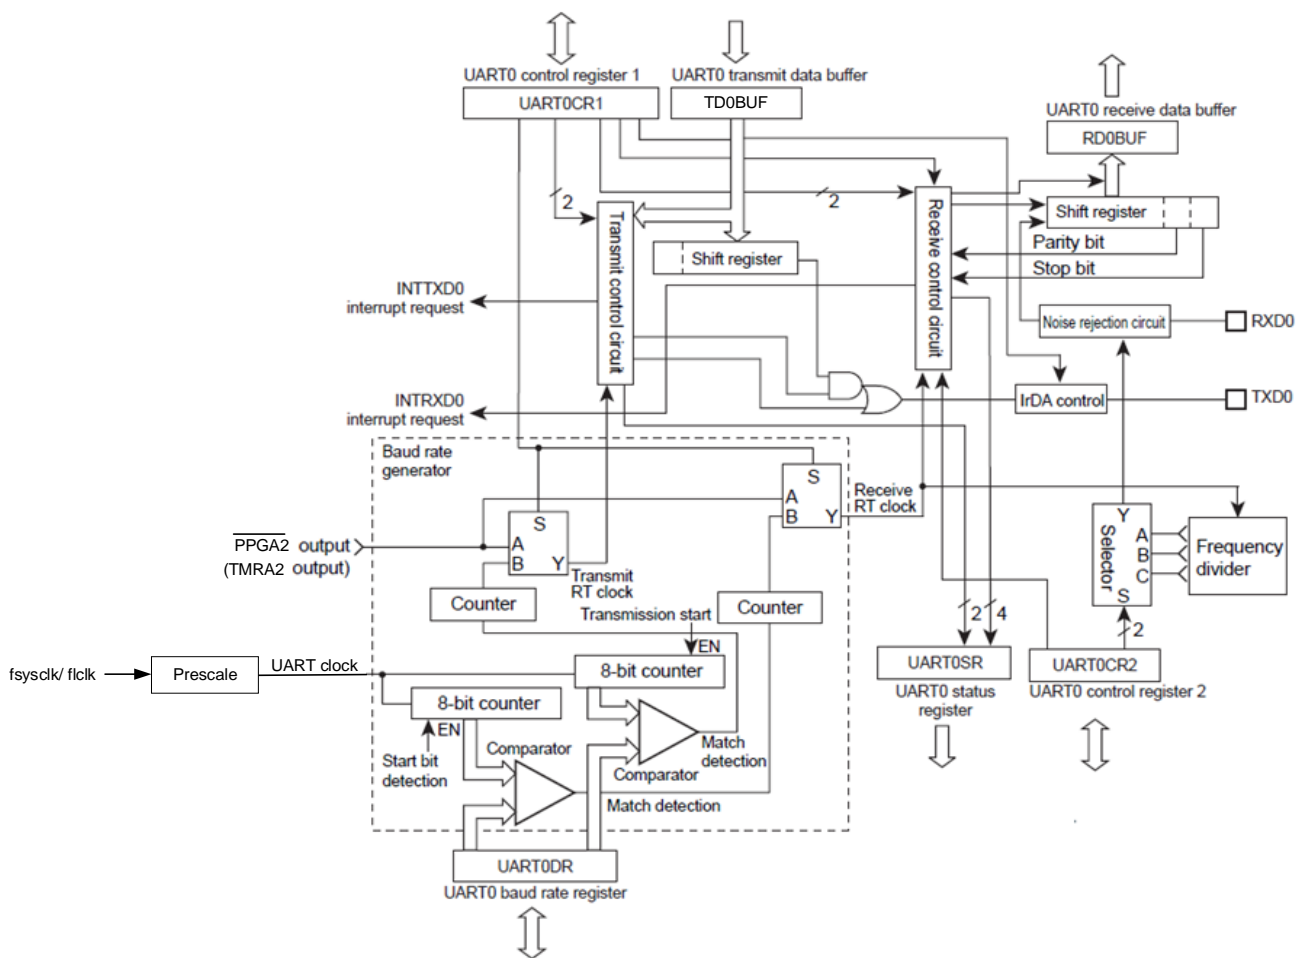 UART0 control register 1
UART0CR1
UART0 transmit data buffer
TD0BUF
UART0 receive data buffer
RD0BUF
2
2
Transmit control circuit
Receive control circuit
Shift register
Shift register
Parity bit
Stop bit
INTTXD0
interrupt request
Noise rejection circuit
RXD0
INTRXD0
interrupt request
IrDA control
TXD0
Baud rate
generator
S
A
B Y
Receive
RT clock
S
A
B Y
Transmit
RT clock
PPGA2 output
(TMRA2 output)
Y
Selector
A
B
C
S
Frequency
divider
Counter
Counter
Transmission start
EN
2
4
2
UART0SR
UART0 status
register
UART0CR2
UART0 control register 2
fsysclk/ flclk
Prescale
UART clock
8-bit counter
8-bit counter
EN
Start bit
detection
Comparator
Comparator
Match
detection
Match detection
UART0DR
UART0 baud rate register